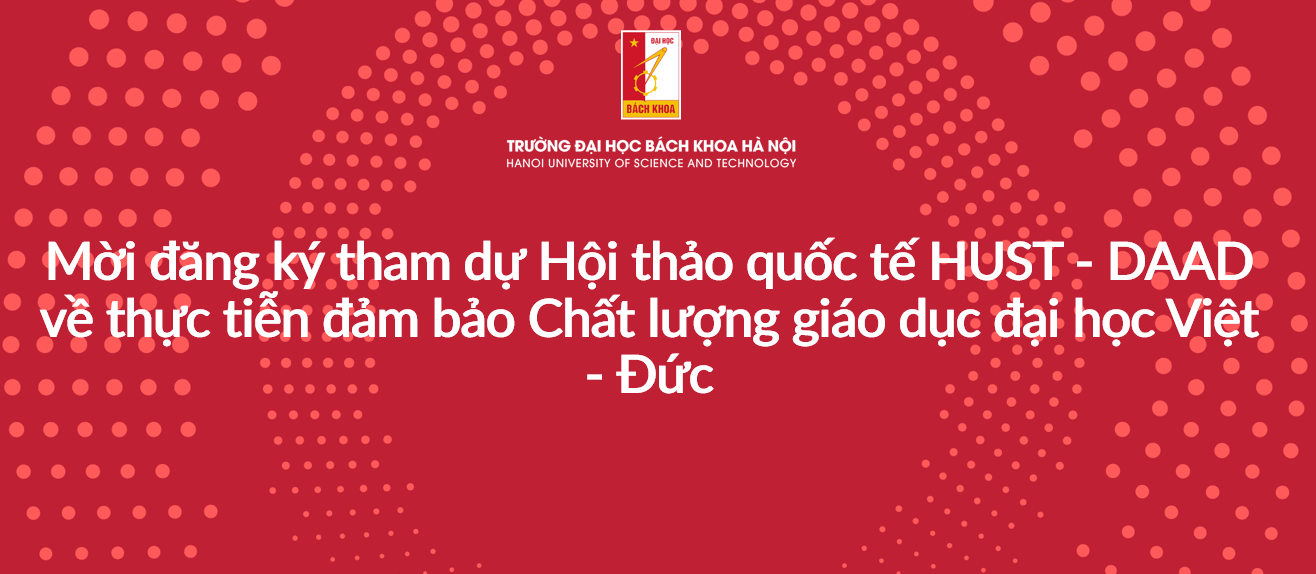 ĐẠI HỌC
BÁCH KHOA
TRƯỜNG ĐẠI HỌC BÁCH KHOA HÀ NỘI
HANOI UNIVERSITY OF SCIENCE AND TECHNOLOGY
Mời đăng ký tham dự Hội thảo quốc tế HUST - DAAD
về thực tiễn đảm bảo Chất lượng giáo dục đại học Việt
- Đức